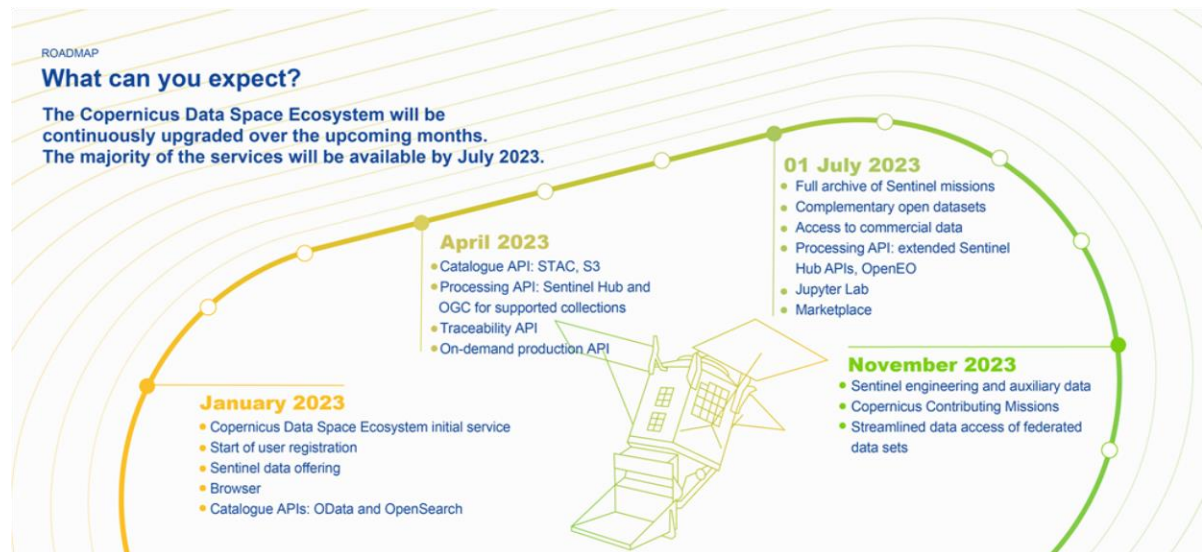 ROADMAP
What can you expect?
The Copernicus Data Space Ecosystem will be
continuously upgraded over the upcoming months.
The majority of the services will be available by July 2023.
January 2023
Copernicus Data Space Ecosystem initial service
Start of user registration
Sentinel data offering
Browser
Catalogue APIs: OData and OpenSearch
April 2023
Catalogue API: STAC, S3
Processing API: Sentinel Hub and
OGC for supported collections
Traceability API
On-demand production API
01 July 2023
Full archive of Sentinel missions
Complementary open datasets
Access to commercial data
Processing API: extended Sentinel
Hub APIs, OpenEO
Jupyter Lab
Marketplace
November 2023
Sentinel engineering and auxiliary data
Copernicus Contributing Missions
Streamlined data access of federated
data sets